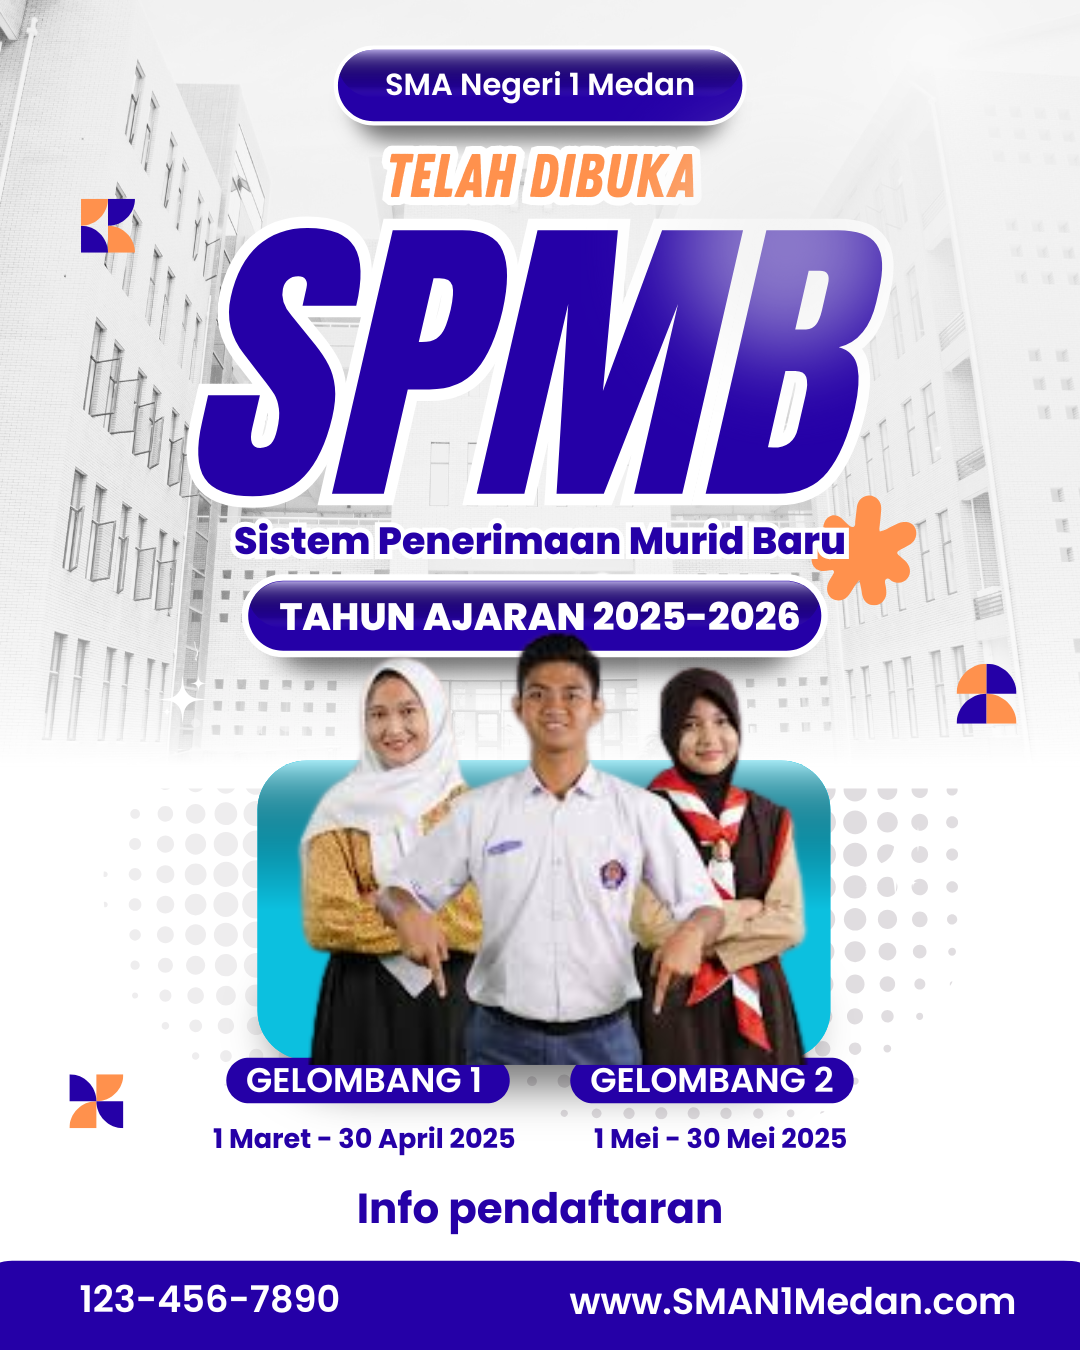 SMA Negeri 1 Medan
TELAH DIBUKA
SPMB
Sistem Penerimaan Murid Baru
TAHUN AJARAN 2025-2026
GELOMBANG 1
GELOMBANG 2
1 Maret - 30 April 2025
1 Mei - 30 Mei 2025
Info pendaftaran
123-456-7890
www.SMAN1Medan.com